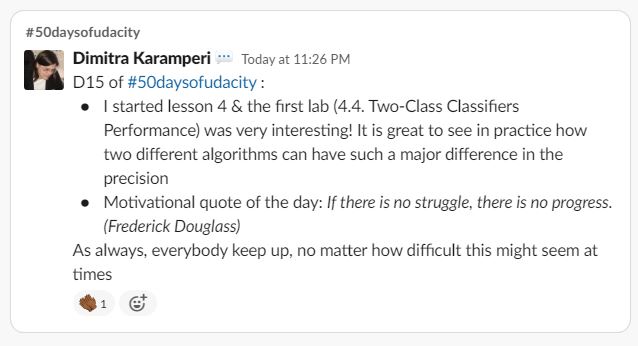 #50daysofudacity
Dimitra Karamperi Today at 11:26 PM
D15 of #50daysofudacity :
• I started lesson 4 & the first lab (4.4. Two-Class Classifiers
Performance) was very interesting! It is great to see in practice how
two different algorithms can have such a major difference in the
precision
• Motivational quote of the day: If there is no struggle, there is no progress.
(Frederick Douglass)
As always, everybody keep up, no matter how difficult this might seem at
times
1